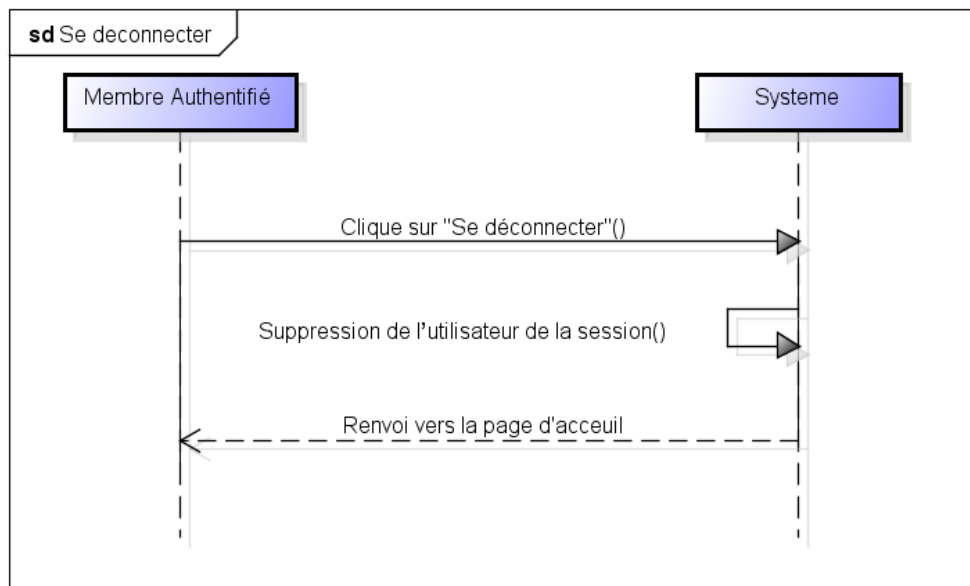 sd Se deconnecter
Membre Authentifié
Systeme
Clique sur "Se déconnecter"()
Suppression de l'utilisateur de la session()
Renvoi vers la page d'acceuil